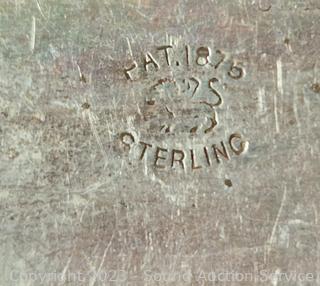 PAT. 1875
STERLING
Copyright 2023 - Sound Auction Service